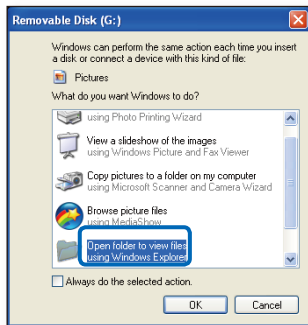 Removable Disk (G:)
Windows can perform the same action each time you insert
a disk or connect a device with this kind of file:
Pictures
What do you want Windows to do?
using Photo Printing Wizard
View a slideshow of the images
using Windows Picture and Fax Viewer
Copy pictures to a folder on my computer
using Microsoft Scanner and Camera Wizard
Browse picture files
using MediaShow
Open folder to view files
using Windows Explorer
Always do the selected action.
OK
Cancel